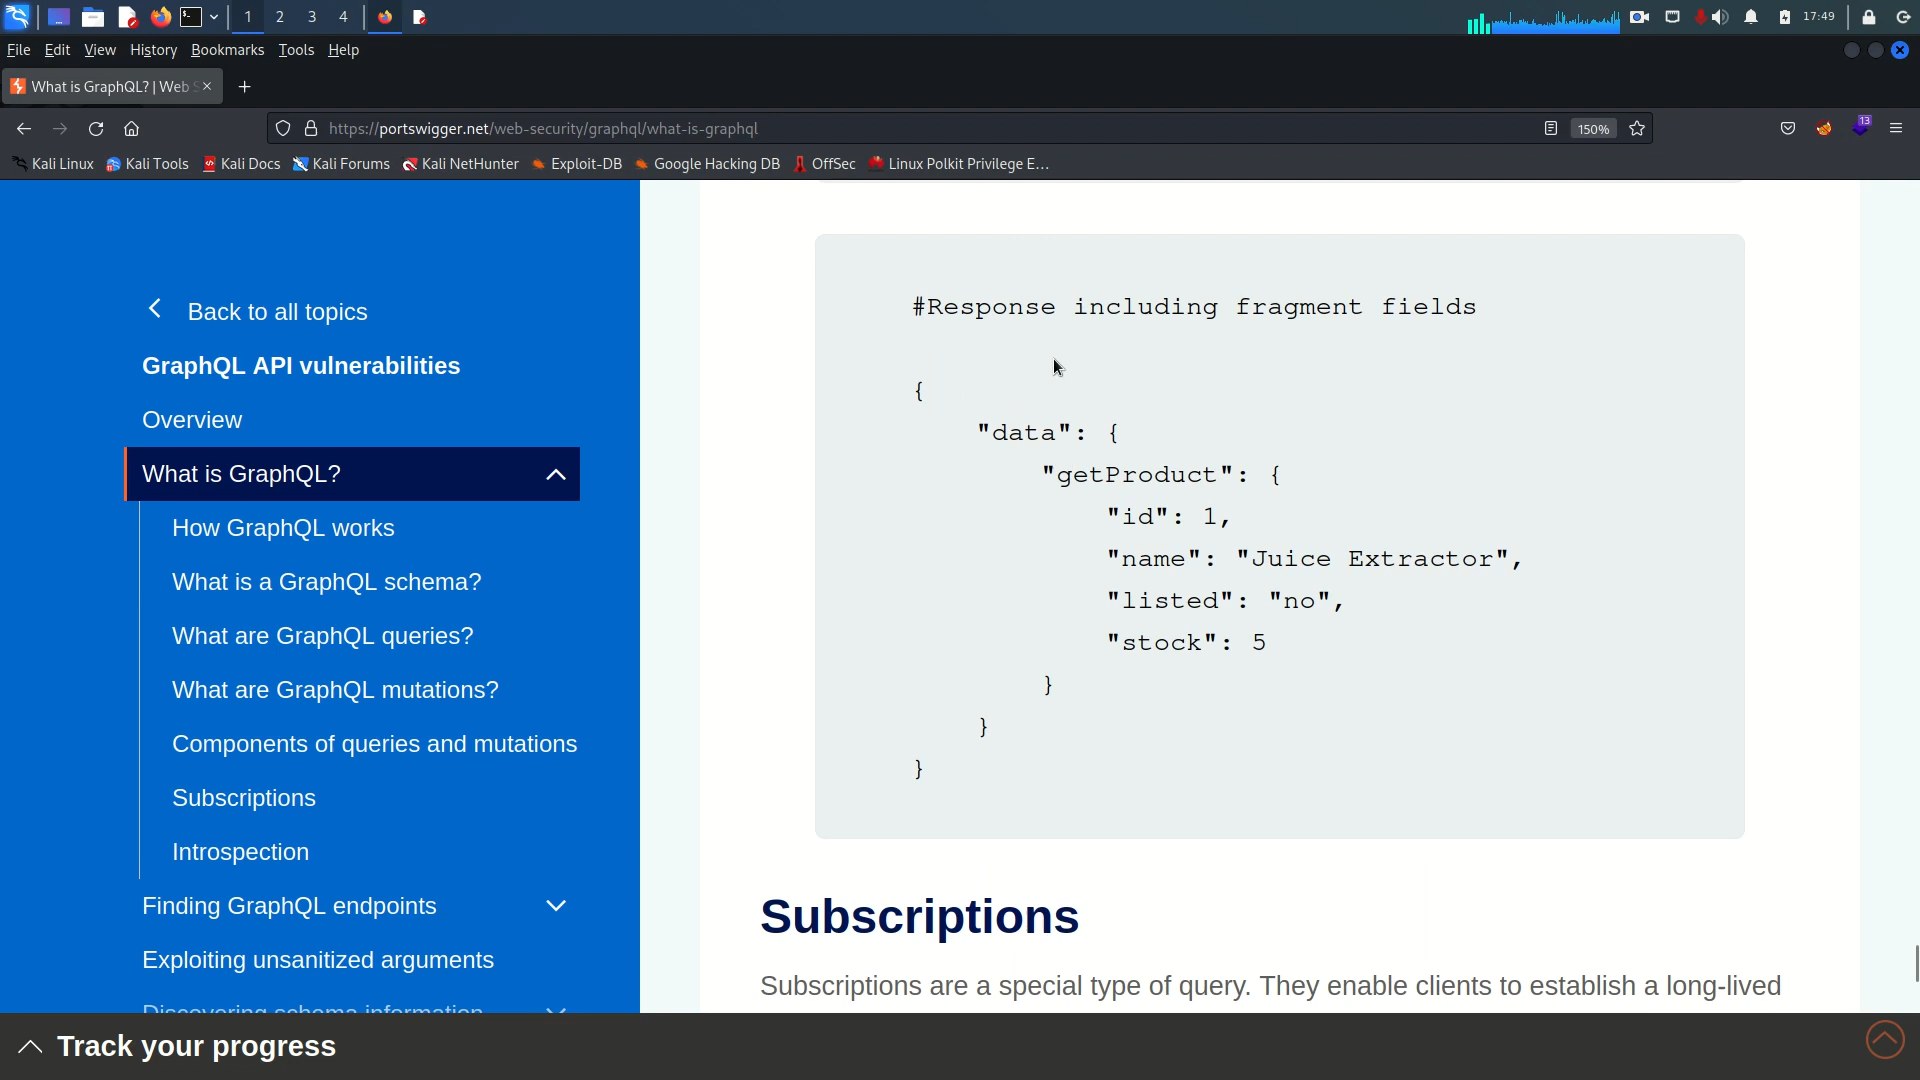 1 2 3 4 17:49
File Edit View History Bookmarks Tools Help
What is GraphQL? | Web S
https://portswigger.net/web-security/graphql/what-is-graphql 150% 13
Kali Linux Kali Tools Kali Docs Kali Forums Kali NetHunter Exploit-DB Google Hacking DB OffSec Linux Polkit Privilege E...
Back to all topics
GraphQL API vulnerabilities
Overview
What is GraphQL?
How GraphQL works
What is a GraphQL schema?
What are GraphQL queries?
What are GraphQL mutations?
Components of queries and mutations
Subscriptions
Introspection
Finding GraphQL endpoints
Exploiting unsanitized arguments
Discovering schema information
#Response including fragment fields
{
"data": {
"getProduct": {
"id": 1,
"name": "Juice Extractor",
"listed": "no",
"stock": 5
}
}
}
Subscriptions
Subscriptions are a special type of query. They enable clients to establish a long-lived
Track your progress